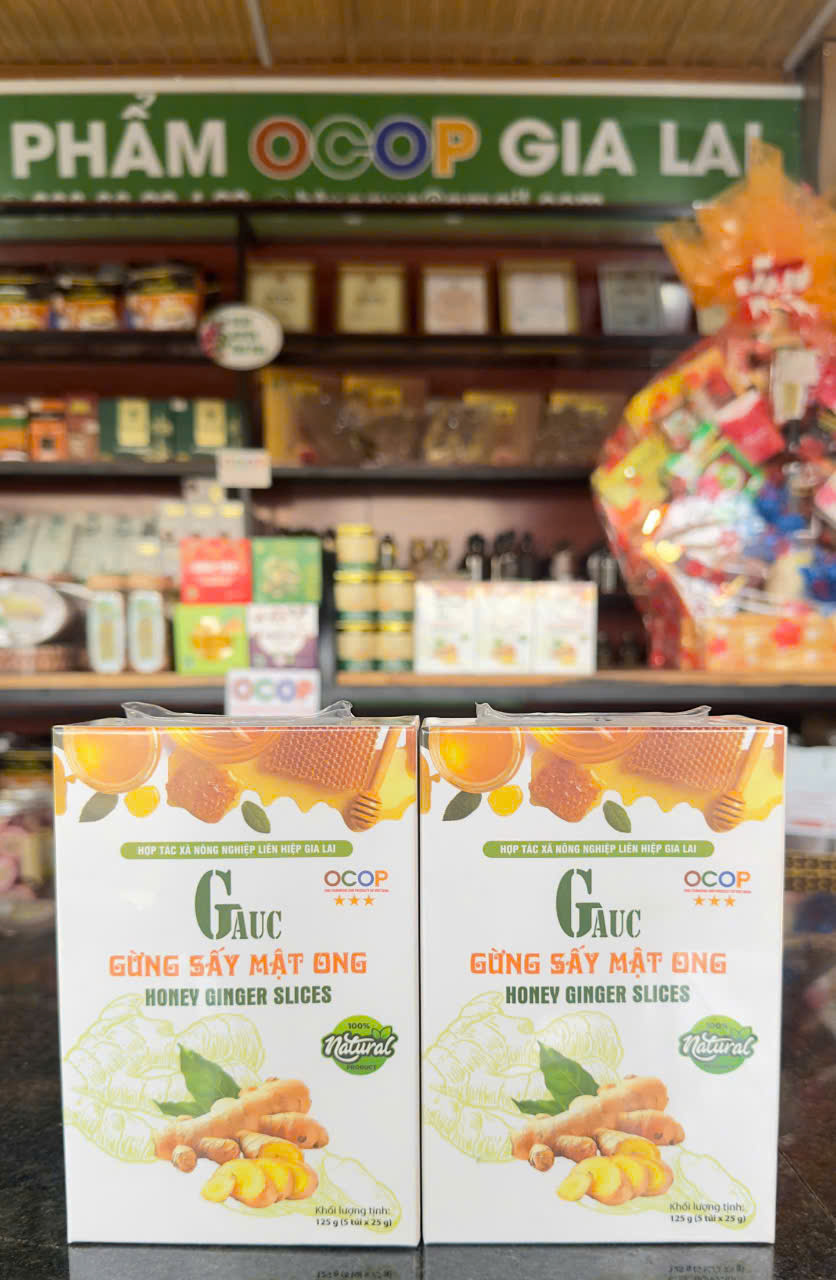 PHẨM OCOP GIA LAI
OCOP
HỢP TÁC XÃ NÔNG NGHIỆP LIÊN HIỆP GIA LAI
OCOP
GAUC
GỪNG SẤY MẬT ONG
HONEY GINGER SLICES
100%
Natural
PRODUCT
Khối lượng tịnh:
125 g (5 túi x 25 g)
HỢP TÁC XÃ NÔNG NGHIỆP LIÊN HIỆP GIA LAI
OCOP
GAUC
GỪNG SẤY MẬT ONG
HONEY GINGER SLICES
100%
Natural
PRODUCT
Khối lượng tịnh:
125 g (5 túi x 25 g)